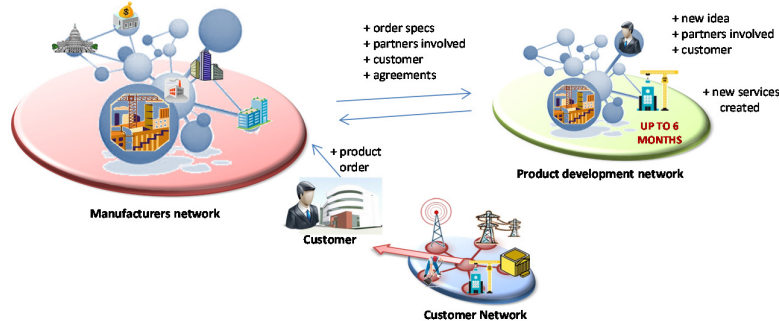 + order specs
+ partners involved
+ customer
+ agreements
+ new idea
+ partners involved
+ customer
+ new services
created
UP TO 6
MONTHS
Product development network
+ product
order
Manufacturers network
Customer
Customer Network